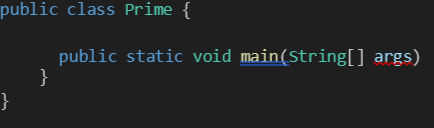 public class Prime {
public static void main(String[] args)
}
}